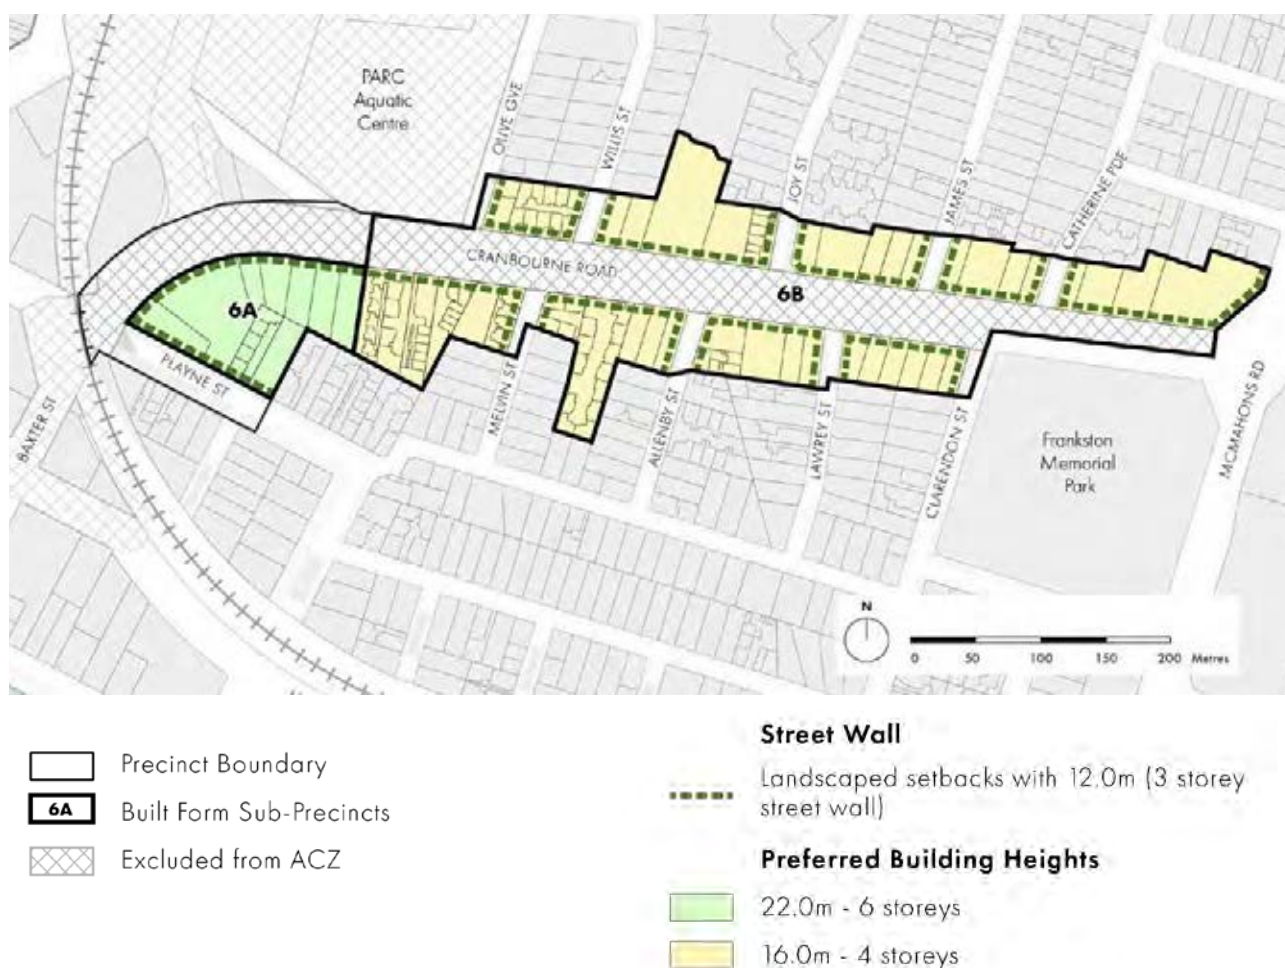 PARC
Aquatic
Centre
OLIVE GVE
WILLIS ST
JOY ST
JAMES ST
CATHERINE PDE
CRANBOURNE ROAD
6B
6A
PLAYNE ST
BAXTER ST
MELVIN ST
ALLENBY ST
LAWREY ST
CLARENDON ST
MCMAHONS RD
Frankston
Memorial
Park
N
0 50 100 150 200 Metres
Precinct Boundary
6A Built Form Sub-Precincts
Excluded from ACZ
Street Wall
Landscaped setbacks with 12.0m (3 storey
street wall)
Preferred Building Heights
22.0m - 6 storeys
16.0m - 4 storeys